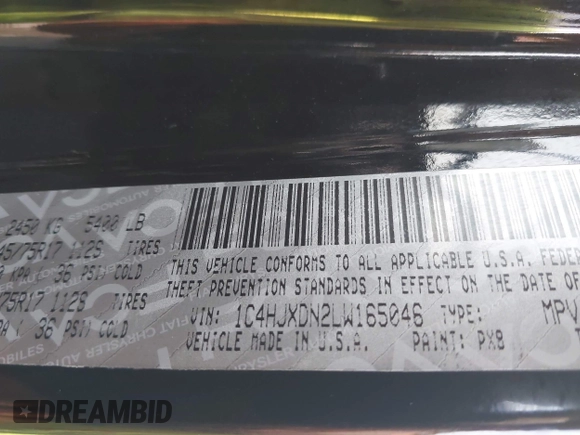 2450 KG 5400 LB
75R17 112S TIRES
KPA 36 PSI COLD
75R17 112S TIRES
36 PSI COLD
THIS VEHICLE CONFORMS TO ALL APPLICABLE U.S.A. FEDER
THEFT PREVENTION STANDARDS IN EFFECT ON THE DATE OF
VIN: 1C4HJXDN2LW165046 TYPE: MPV
VEHICLE MADE IN U.S.A. PAINT: PX8
DREAMBID